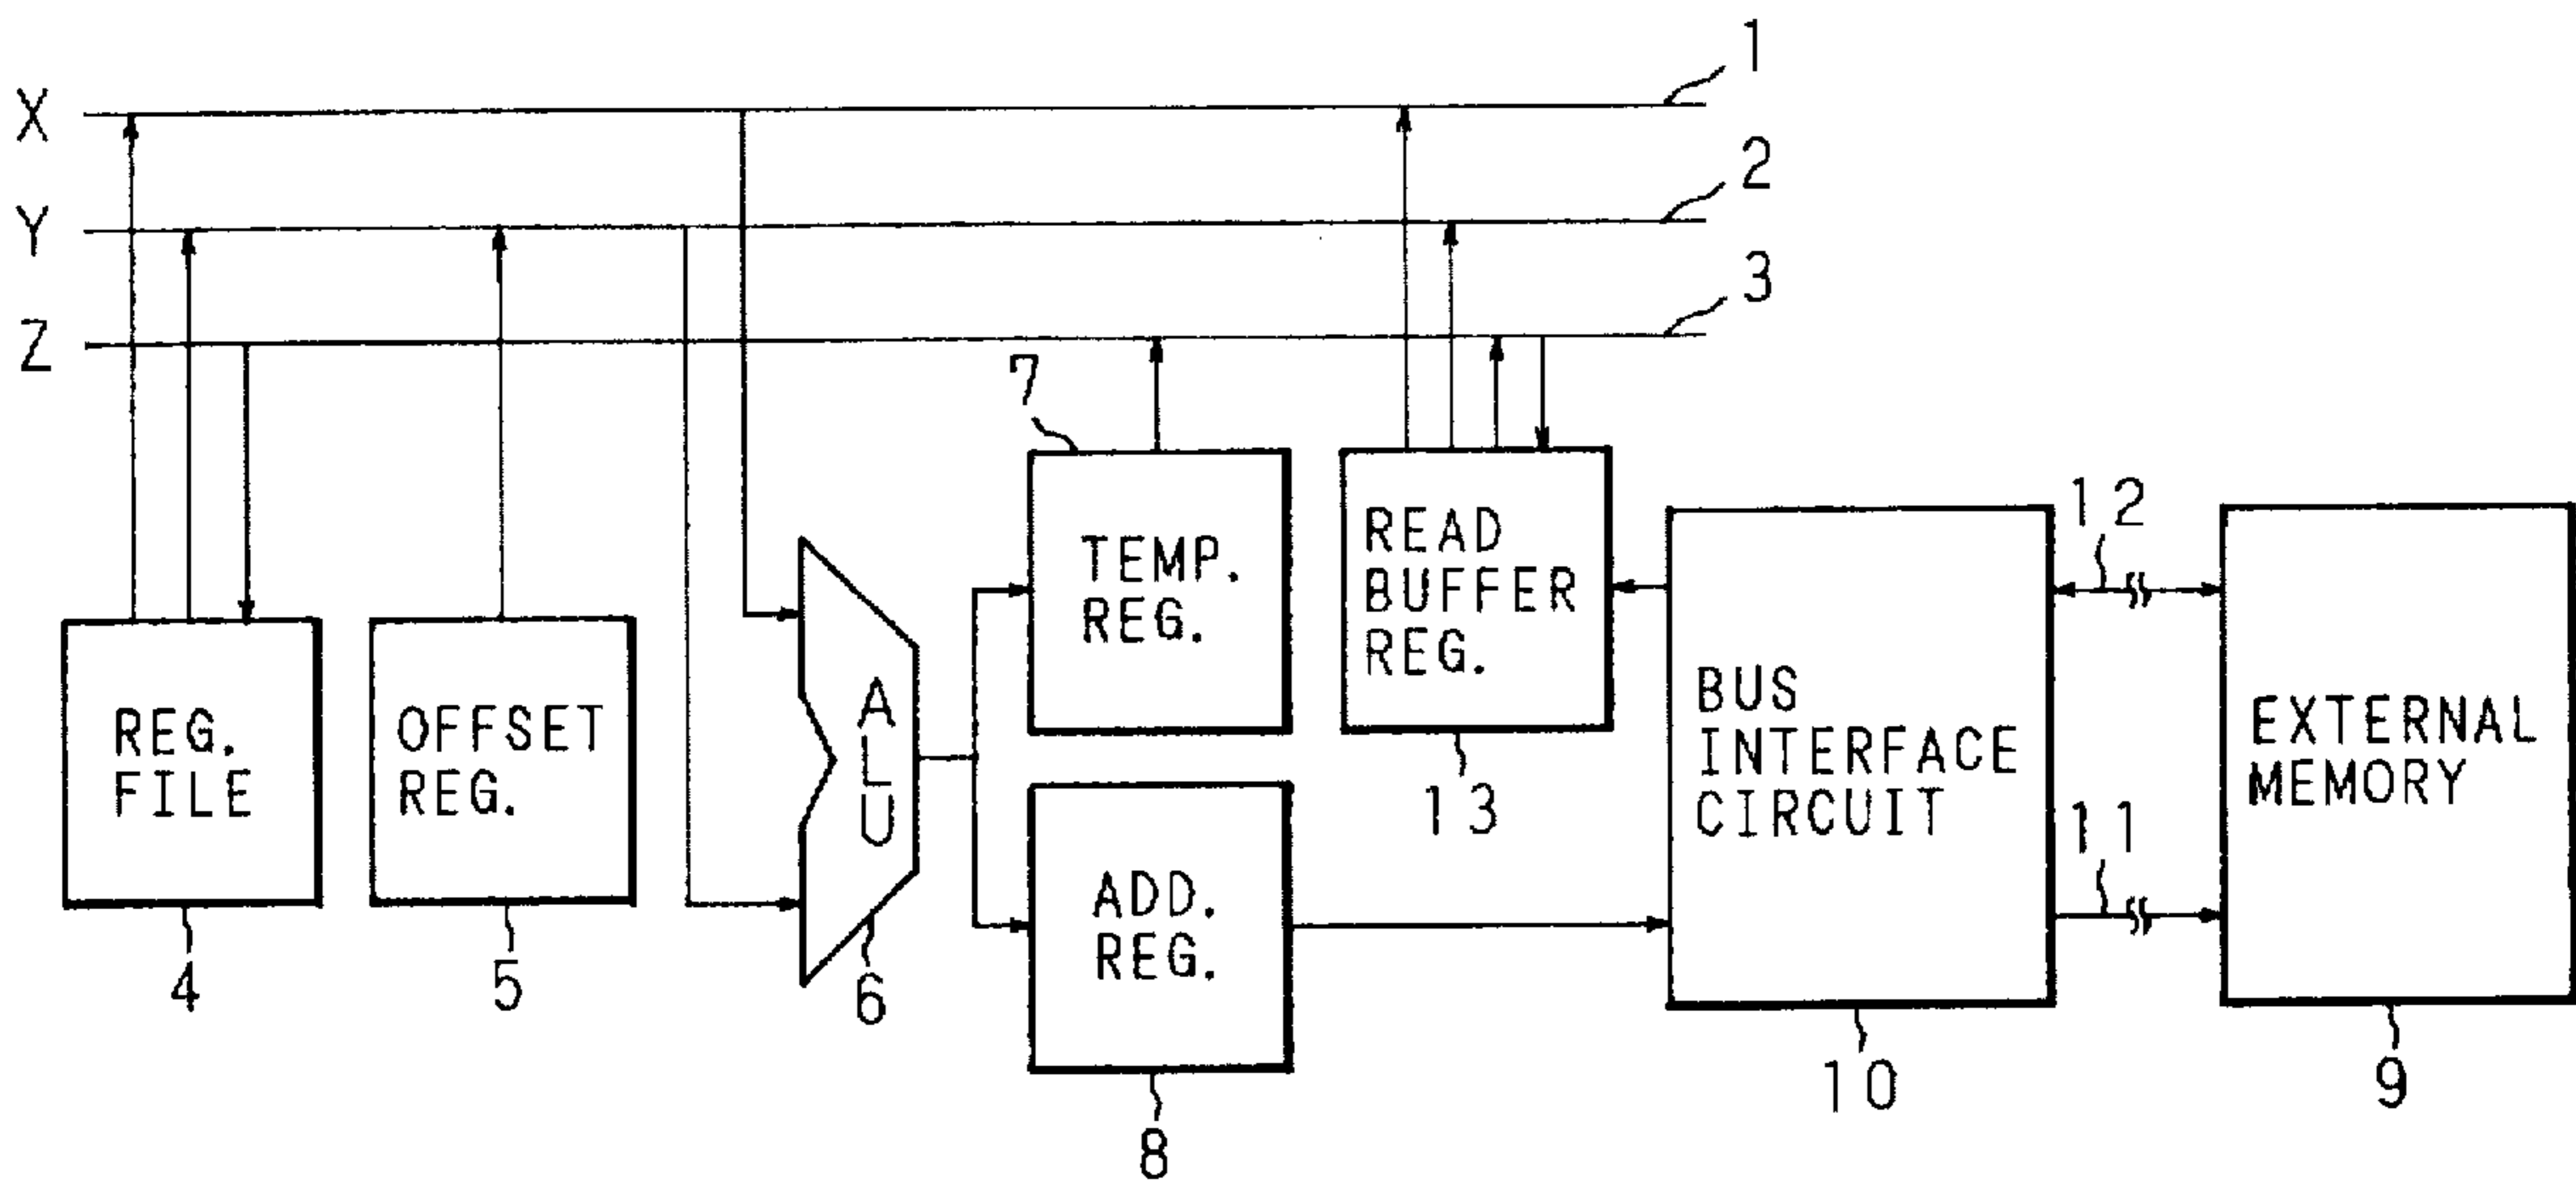 X
Y
Z
1
2
3
REG.
FILE
4
OFFSET
REG.
5
ALU
6
7
TEMP.
REG.
ADD.
REG.
8
READ
BUFFER
REG.
13
BUS
INTERFACE
CIRCUIT
10
12
11
EXTERNAL
MEMORY
9